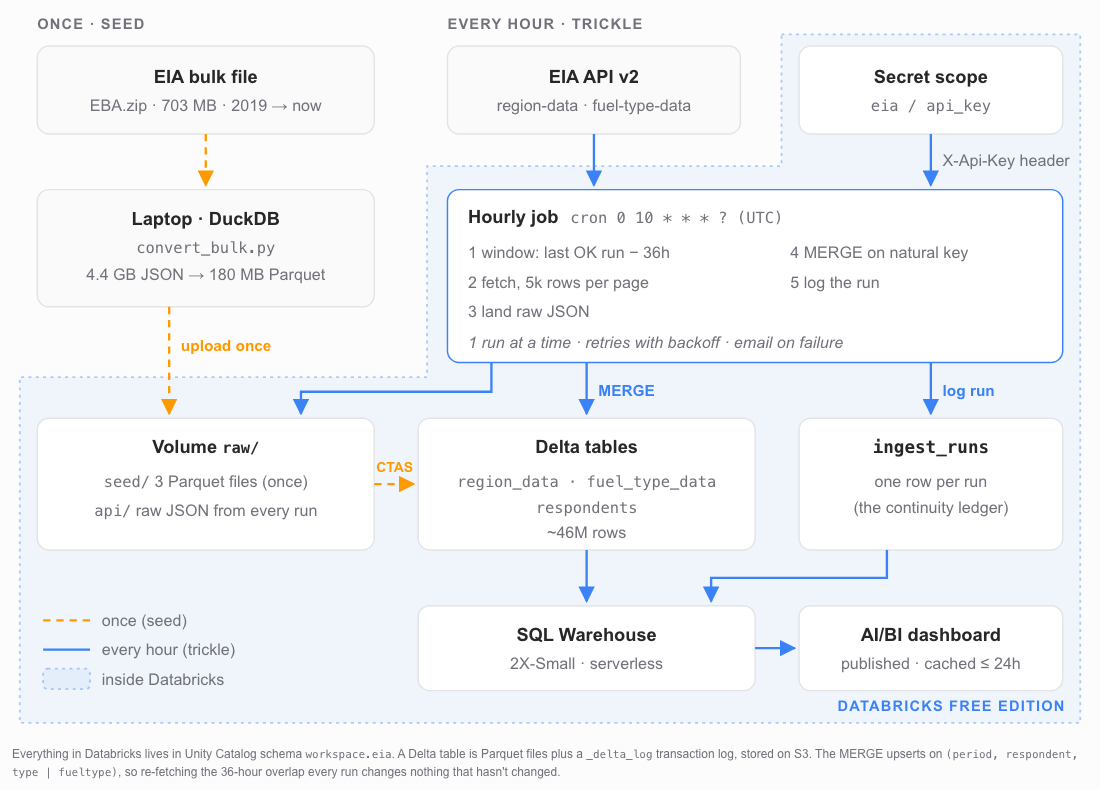 ONCE · SEED
EVERY HOUR · TRICKLE
EIA bulk file
EBA.zip · 703 MB · 2019 → now
EIA API v2
region-data · fuel-type-data
Secret scope
eia / api_key
X-Api-Key header
Laptop · DuckDB
convert_bulk.py
4.4 GB JSON → 180 MB Parquet
Hourly job cron 0 10 * * * ? (UTC)
1 window: last OK run − 36h
2 fetch, 5k rows per page
3 land raw JSON
4 MERGE on natural key
5 log the run
1 run at a time · retries with backoff · email on failure
upload once
MERGE
log run
Volume raw/
seed/ 3 Parquet files (once)
api/ raw JSON from every run
CTAS
Delta tables
region_data · fuel_type_data
respondents
~46M rows
ingest_runs
one row per run
(the continuity ledger)
once (seed)
every hour (trickle)
inside Databricks
SQL Warehouse
2X-Small · serverless
AI/BI dashboard
published · cached ≤ 24h
DATABRICKS FREE EDITION
Everything in Databricks lives in Unity Catalog schema workspace.eia. A Delta table is Parquet files plus a _delta_log transaction log, stored on S3. The MERGE upserts on (period, respondent,
type | fueltype), so re-fetching the 36-hour overlap every run changes nothing that hasn't changed.